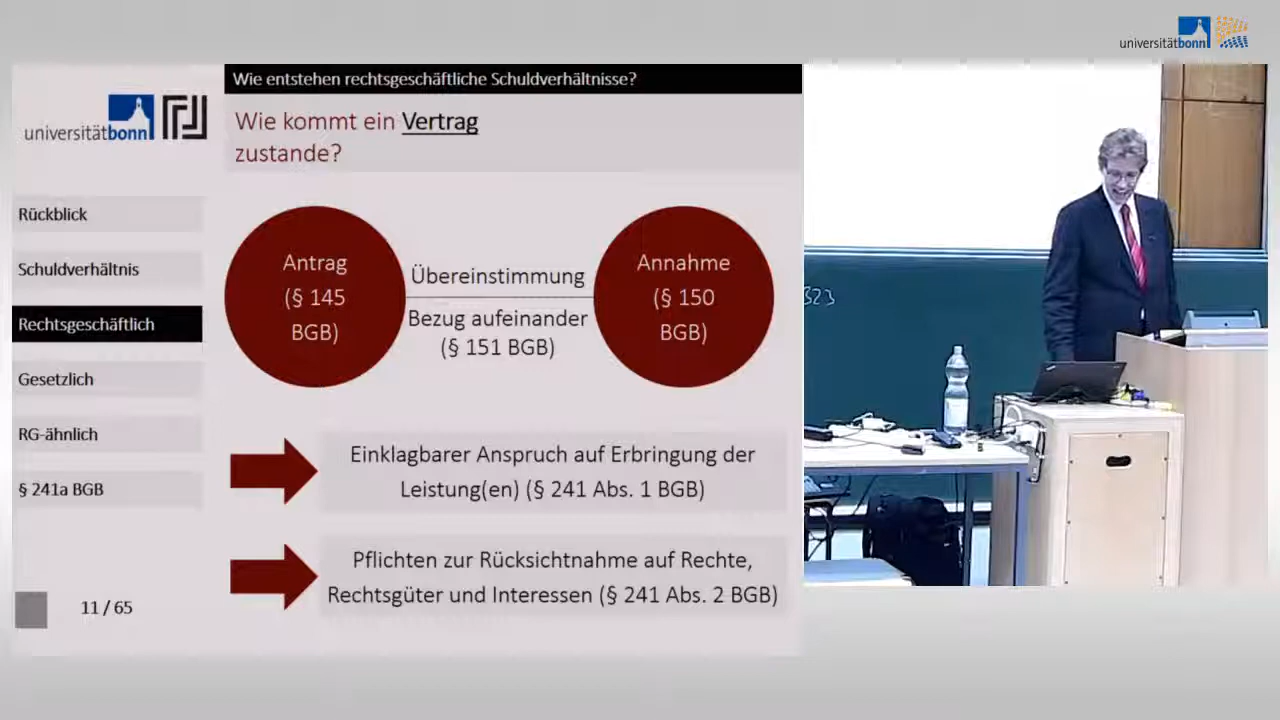 universitätbonn
Wie entstehen rechtsgeschäftliche Schuldverhältnisse?
universitätbonn
Wie kommt ein Vertrag
zustande?
Rückblick
Schuldverhältnis
Rechtsgeschäftlich
Gesetzlich
RG-ähnlich
§ 241a BGB
11 / 65
Antrag
(§ 145
BGB)
Übereinstimmung
Bezug aufeinander
(§ 151 BGB)
Annahme
(§ 150
BGB)
Einklagbarer Anspruch auf Erbringung der
Leistung(en) (§ 241 Abs. 1 BGB)
Pflichten zur Rücksichtnahme auf Rechte,
Rechtsgüter und Interessen (§ 241 Abs. 2 BGB)
323